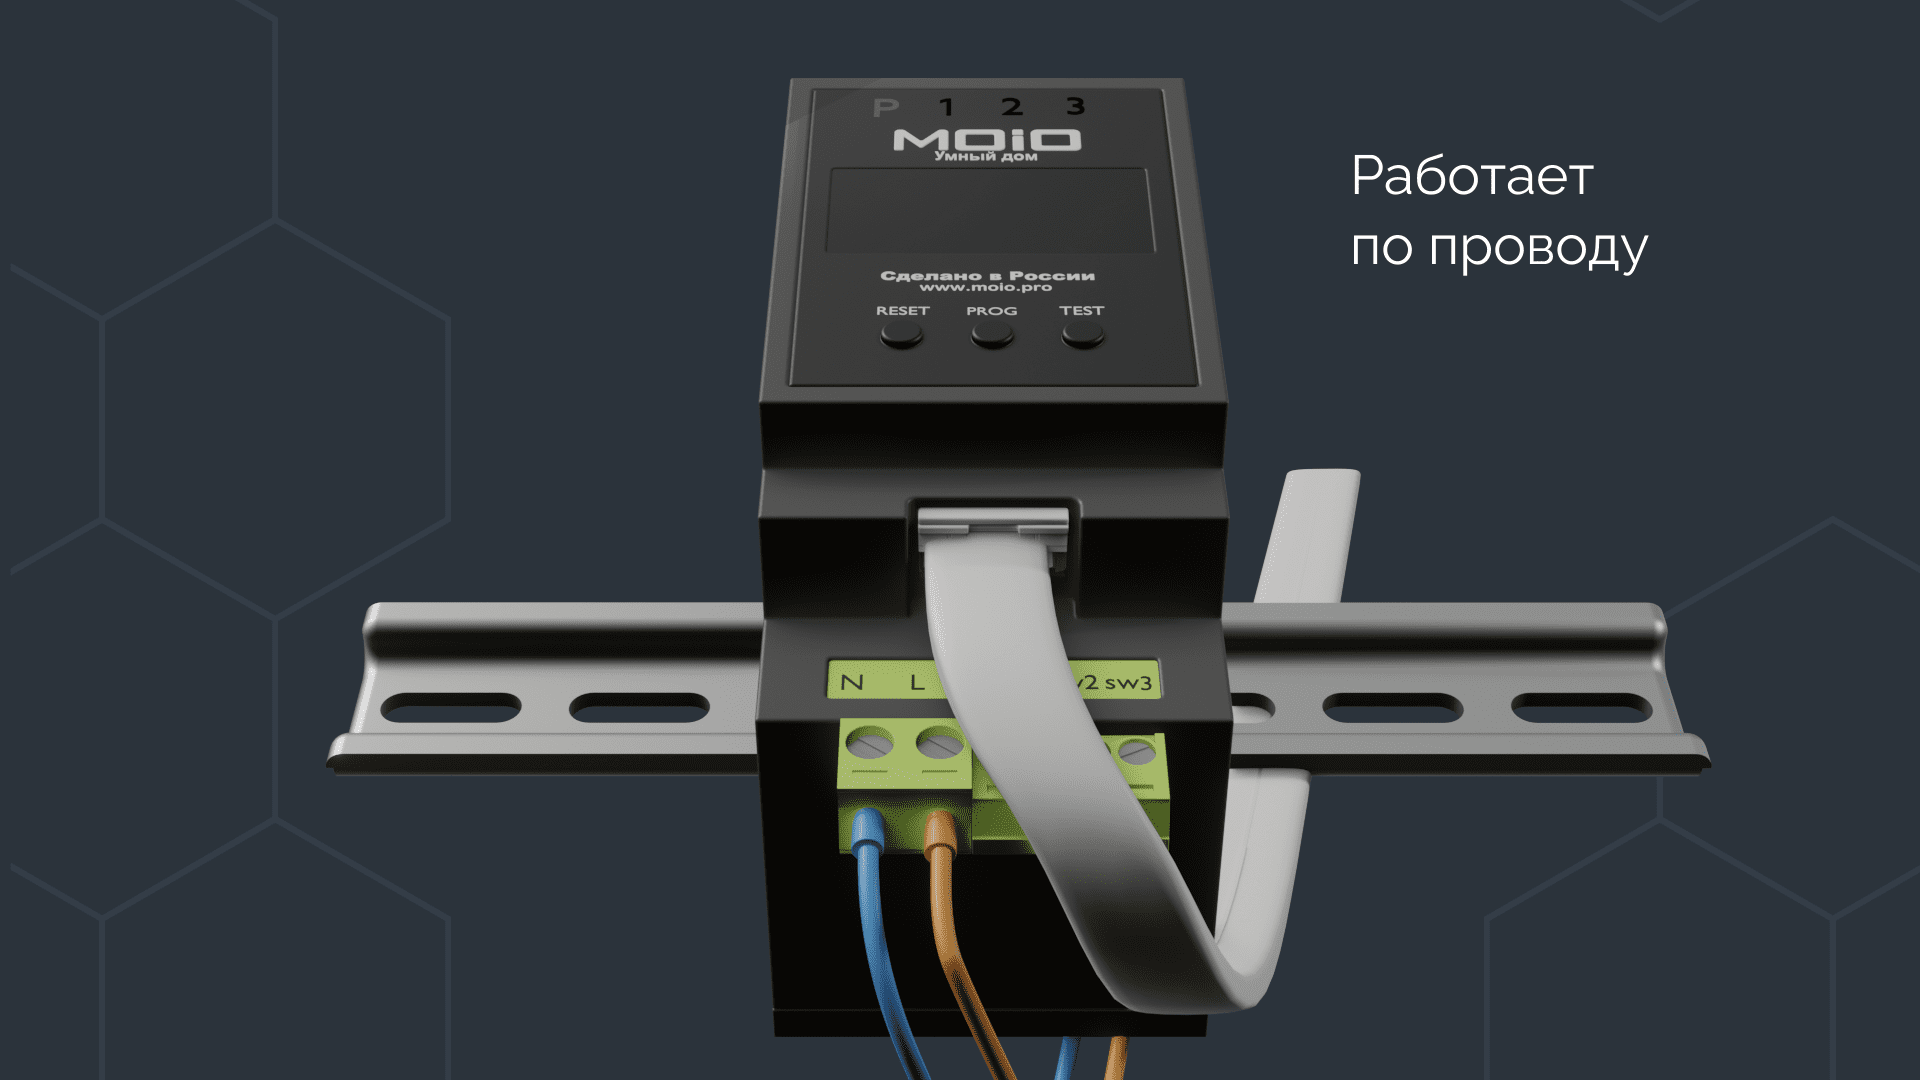 P 1 2 3
MOiO
Умный дом
Работает
по проводу
Сделано в России
www.moio.pro
RESET PROG TEST
N L sw3